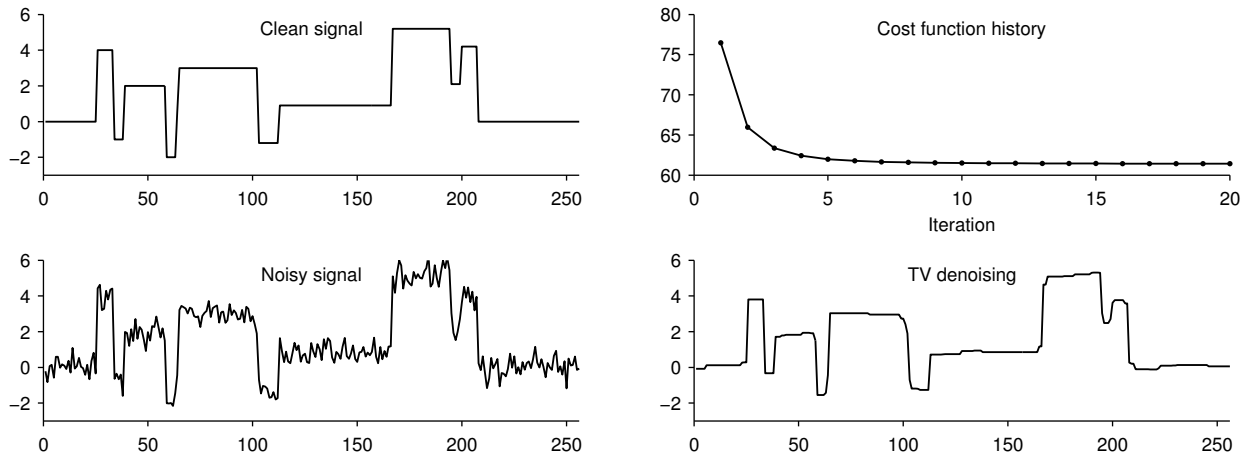 Clean signal
6
4
2
0
−2
0 50 100 150 200 250
Cost function history
80
75
70
65
60
0 5 10 15 20
Iteration
Noisy signal
6
4
2
0
−2
0 50 100 150 200 250
TV denoising
6
4
2
0
−2
0 50 100 150 200 250